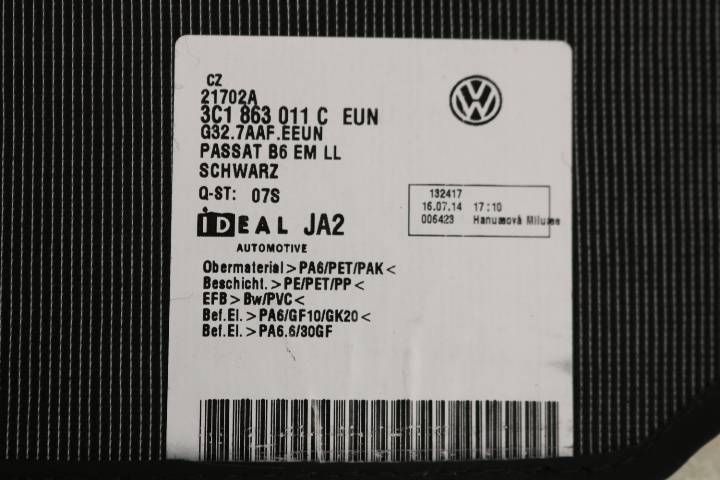 CZ
21702A
3C1 863 011 C EUN
G32.7AAF.EEUN
PASSAT B6 EM LL
SCHWARZ
Q-ST: 07S
132417
16.07.14 17:10
006423 Hanusová
iDEAL JA2
AUTOMOTIVE
Obermaterial>PA6/PET/PAK<
Beschicht.>PE/PET/PP<
EFB>Bw/PVC<
Bef.El.>PA6/GF10/GK20<
Bef.El.>PA6.6/30GF